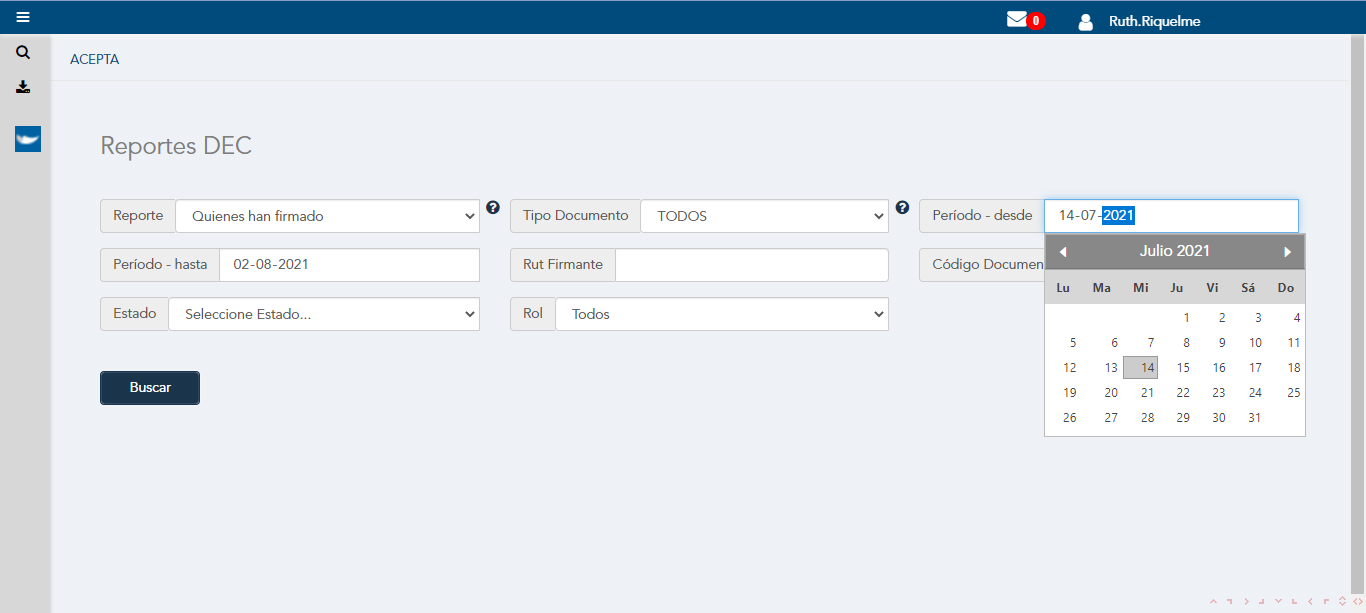 0 Ruth.Riquelme
ACEPTA
Reportes DEC
Reporte Quienes han firmado Tipo Documento TODOS Período - desde 14-07-2021
Período - hasta 02-08-2021 Rut Firmante Código Documen
Estado Seleccione Estado... Rol Todos
Buscar
Julio 2021
Lu Ma Mi Ju Vi Sá Do
1 2 3 4
5 6 7 8 9 10 11
12 13 14 15 16 17 18
19 20 21 22 23 24 25
26 27 28 29 30 31